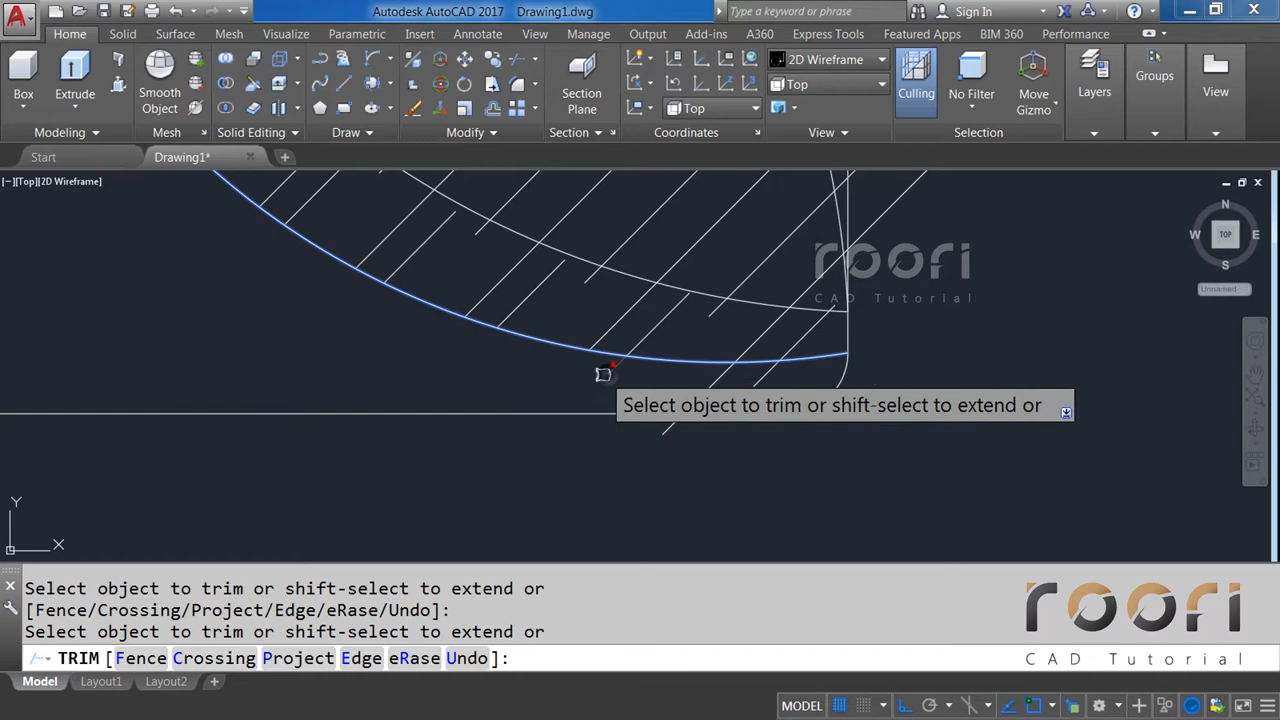 Autodesk AutoCAD 2017 Drawing1.dwg
Type a keyword or phrase
Sign In
Home Solid Surface Mesh Visualize Parametric Insert Annotate View Manage Output Add-ins A360 Express Tools Featured Apps BIM 360 Performance
Box
Extrude
Smooth
Object
Section
Plane
2D Wireframe
Top
Top
Culling
No Filter
Move
Gizmo
Layers
Groups
View
Modeling Mesh Solid Editing Draw Modify Section Coordinates View Selection
Start Drawing1* +
[−][Top][2D Wireframe]
N
W TOP E
S
Unnamed
roori
CAD Tutorial
Select object to trim or shift-select to extend or
Y
X
Select object to trim or shift-select to extend or
[Fence/Crossing/Project/Edge/eRase/Undo]:
Select object to trim or shift-select to extend or
TRIM [Fence Crossing Project Edge eRase Undo]:
roori
CAD Tutorial
Model Layout1 Layout2 +
MODEL